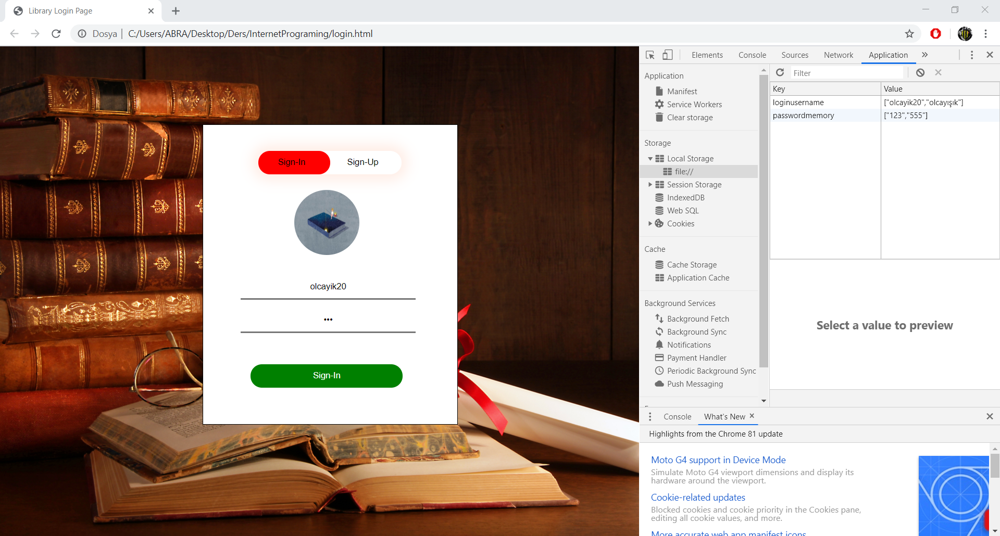 Library Login Page
Dosya | C:/Users/ABRA/Desktop/Ders/InternetPrograming/login.html
Sign-In Sign-Up
olcayik20
•••
Sign-In
Elements Console Sources Network Application »
Application
Manifest
Service Workers
Clear storage
Storage
Local Storage
file://
Session Storage
IndexedDB
Web SQL
Cookies
Cache
Cache Storage
Application Cache
Background Services
Background Fetch
Background Sync
Notifications
Payment Handler
Periodic Background Sync
Push Messaging
Filter
Key Value
loginusername ["olcayik20","olcayışık"]
passwordmemory ["123","555"]
Select a value to preview
Console What's New
Highlights from the Chrome 81 update
Moto G4 support in Device Mode
Simulate Moto G4 viewport dimensions and display its
hardware around the viewport.
Cookie-related updates
Blocked cookies and cookie priority in the Cookies pane,
editing all cookie values, and more.
More accurate web app manifest icons